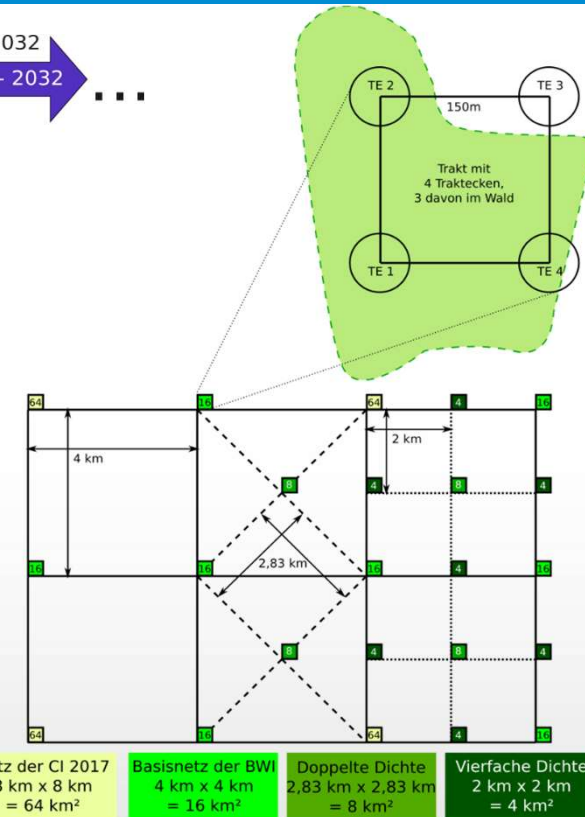 032
- 2032
...
TE 2
TE 3
150m
Trakt mit
4 Traktecken,
3 davon im Wald
TE 1
TE 4
64 16 64 4 16
4 km
2 km
8
4 8 4
2,83 km
16 16 16 4 16
8
4 8 4
64 16 64 4 16
tz der CI 2017
8 km x 8 km
= 64 km²
Basisnetz der BWI
4 km x 4 km
= 16 km²
Doppelte Dichte
2,83 km x 2,83 km
= 8 km²
Vierfache Dichte
2 km x 2 km
= 4 km²